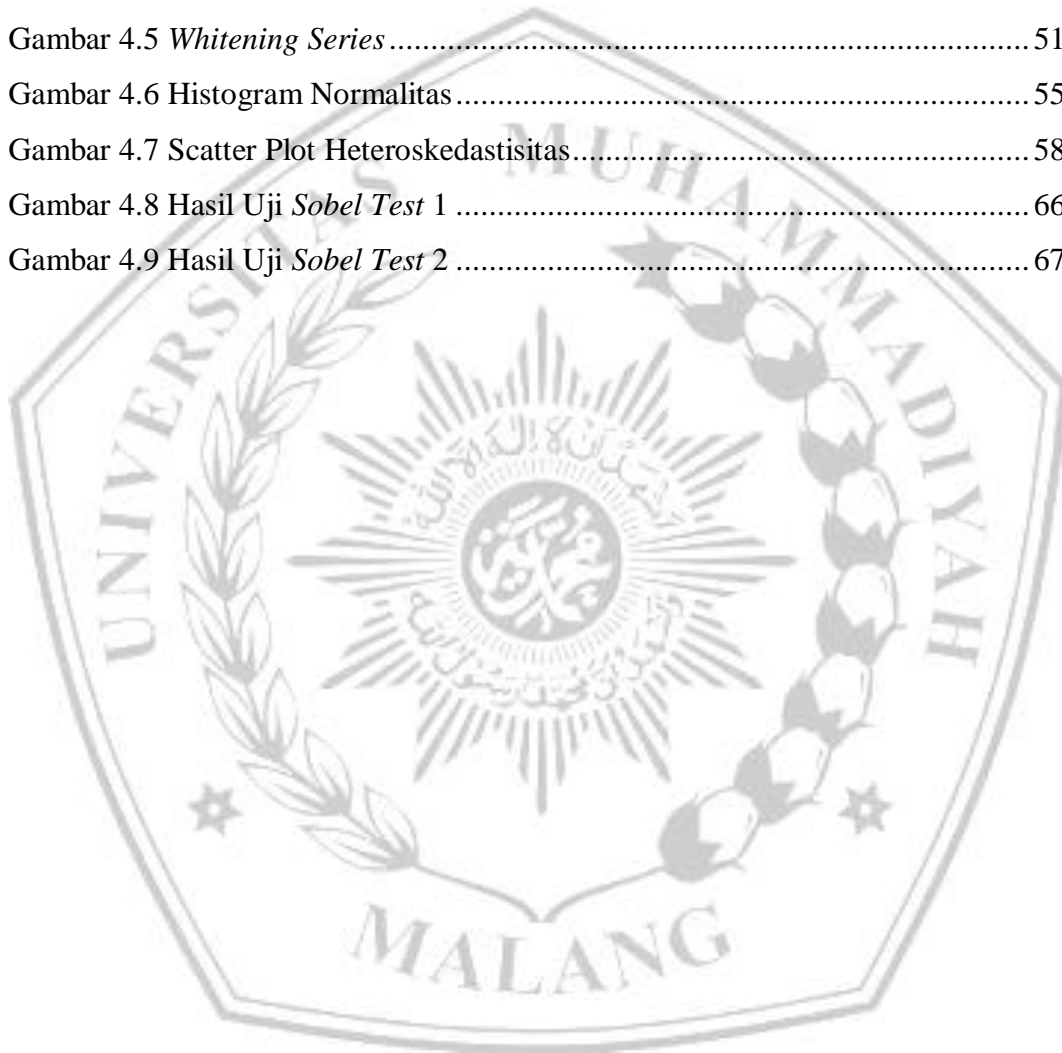 Gambar 4.5 Whitening Series........................................................................ 51
Gambar 4.6 Histogram Normalitas................................................................ 55
Gambar 4.7 Scatter Plot Heteroskedastisitas................................................. 58
Gambar 4.8 Hasil Uji Sobel Test 1 ................................................................ 66
Gambar 4.9 Hasil Uji Sobel Test 2 ................................................................ 67
UNIVERSITAS MUHAMMADIYAH
MALANG